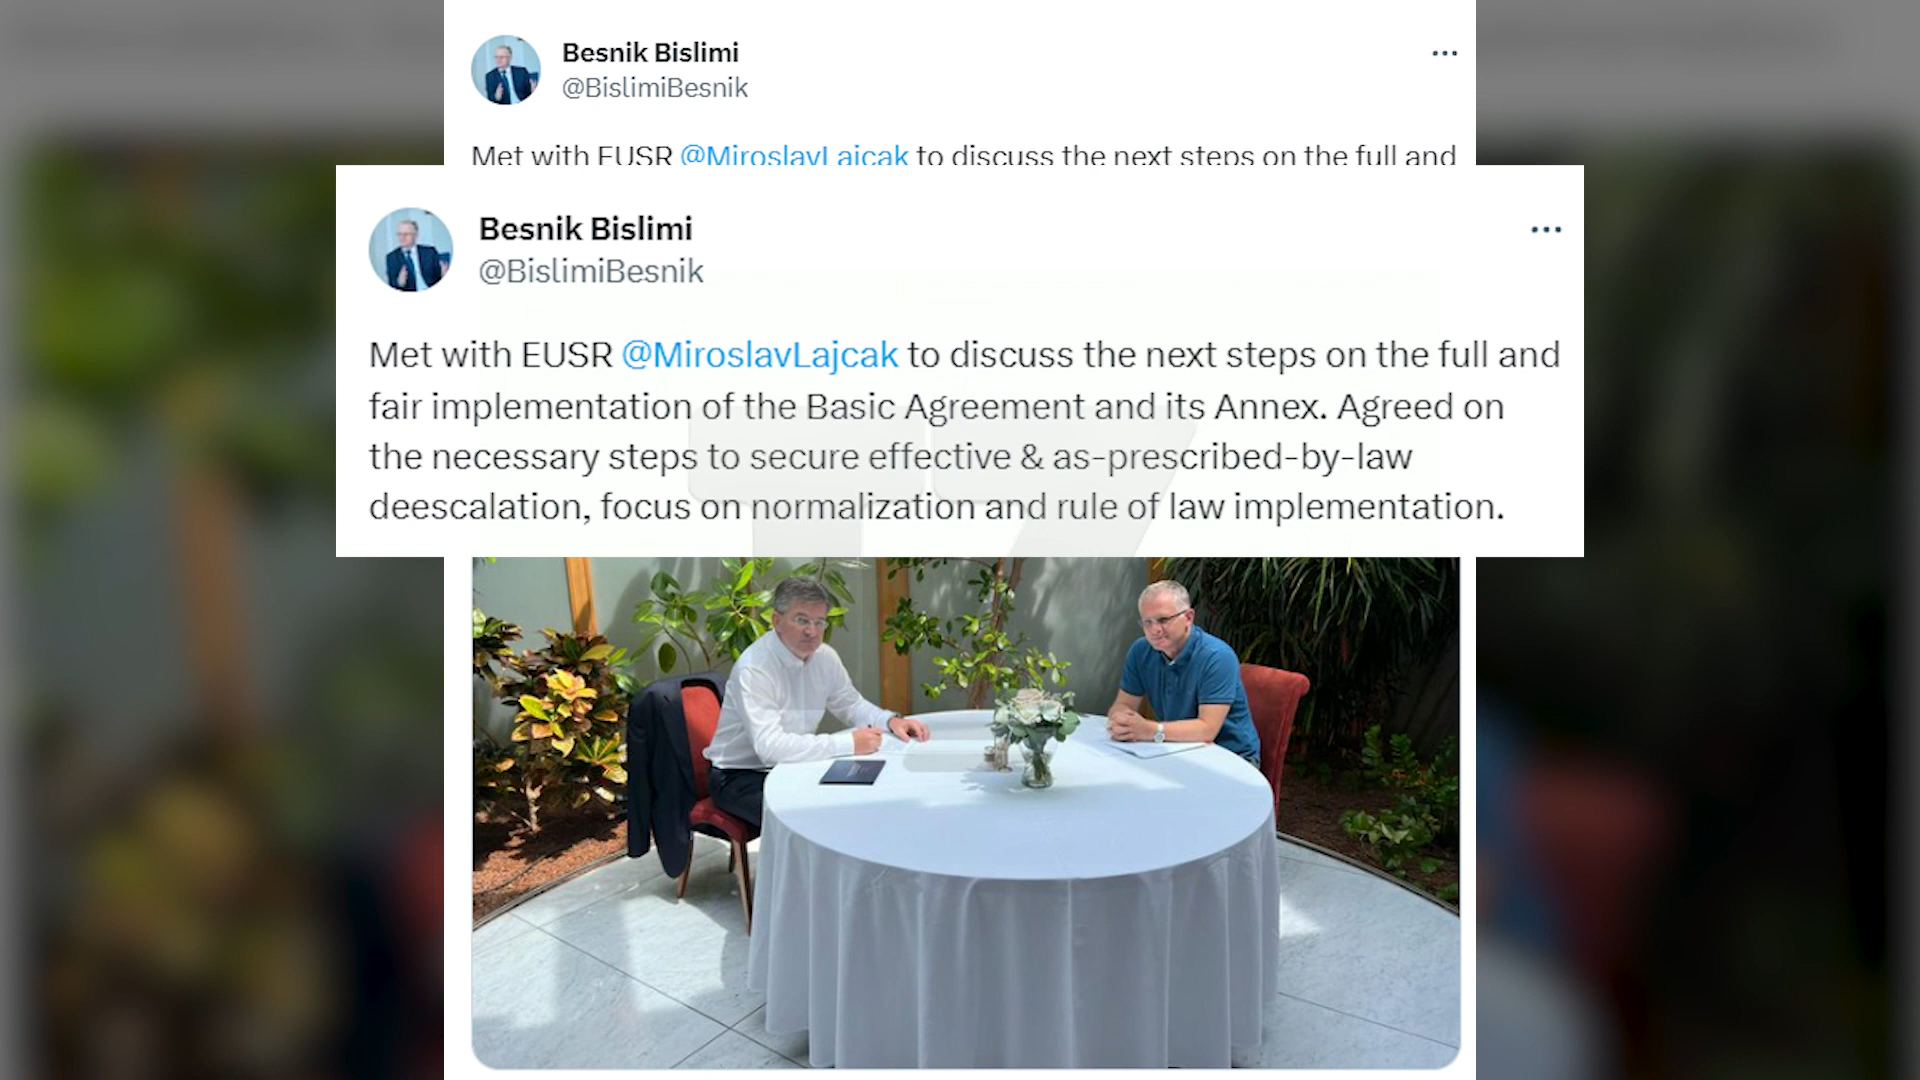 Besnik Bislimi
@BislimiBesnik
Met with EUSR @MiroslavLajcak to discuss the next steps on the full and
Besnik Bislimi
@BislimiBesnik
Met with EUSR @MiroslavLajcak to discuss the next steps on the full and
fair implementation of the Basic Agreement and its Annex. Agreed on
the necessary steps to secure effective & as-prescribed-by-law
deescalation, focus on normalization and rule of law implementation.
T7